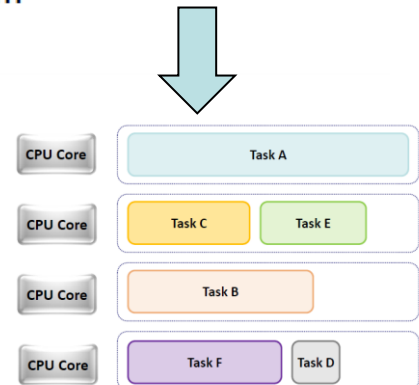 CPU Core Task A
CPU Core Task C Task E
CPU Core Task B
CPU Core Task F Task D